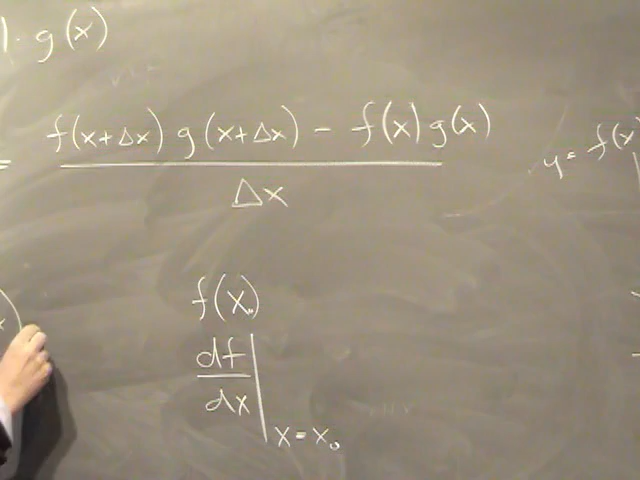 ) · g(x)
f(x+Δx) g(x+Δx) − f(x) g(x)
=
Δx
y = f(x)
f(x₀)
df
dx
x = x₀